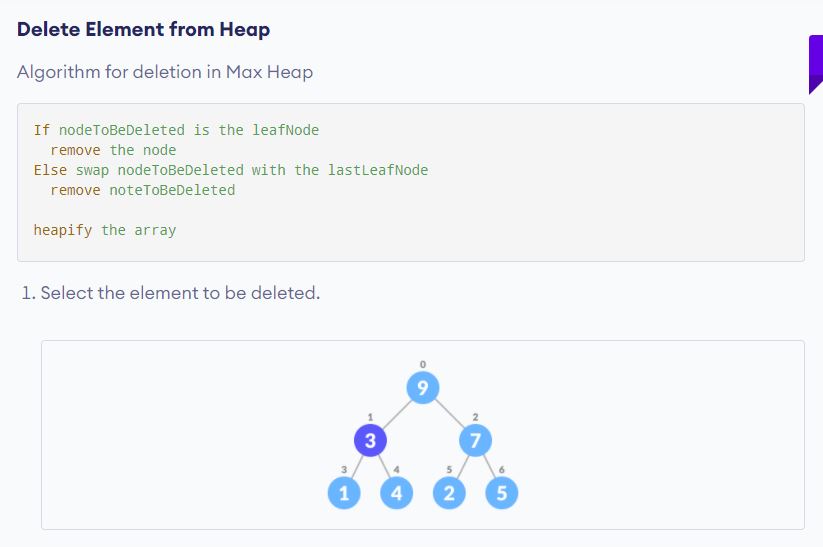 Delete Element from Heap
Algorithm for deletion in Max Heap
If nodeToBeDeleted is the leafNode
remove the node
Else swap nodeToBeDeleted with the lastLeafNode
remove noteToBeDeleted
heapify the array
1. Select the element to be deleted.
0
9
1 2
3 7
3 4 5 6
1 4 2 5